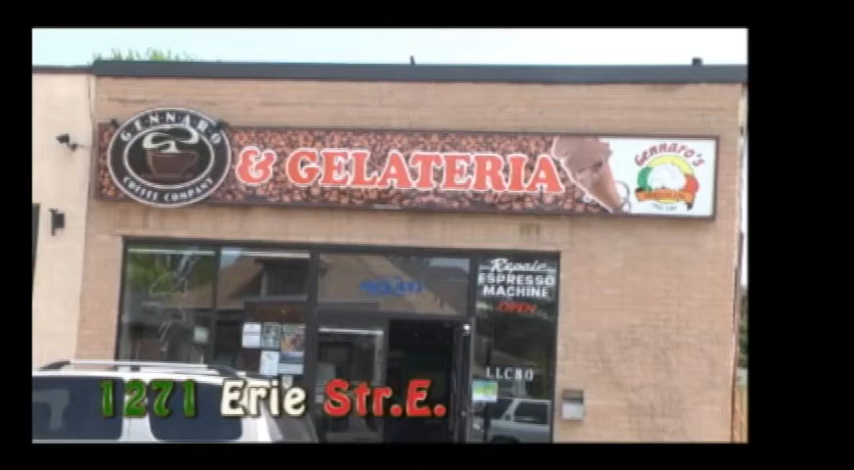 GENNARO
COFFEE COMPANY
& GELATERIA
Gennaro's
Repair
ESPRESSO
MACHINE
OPEN
LLCBO
1271 Erie Str.E.